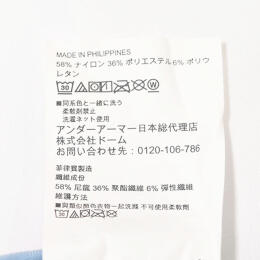 MADE IN PHILIPPINES
58% ナイロン 36% ポリエステル 6% ポリウ
レタン
30
■同系色と一緒に洗う
柔軟剤禁止
洗濯ネット使用
アンダーアーマー日本総代理店
株式会社ドーム
お問い合わせ先：0120-106-786
菲律賓製造
纖維成份
58% 尼龍 36% 聚酯纖維 6% 彈性纖維
維護方法
■與類似顏色衣物一起洗滌 不可使用柔軟劑
30